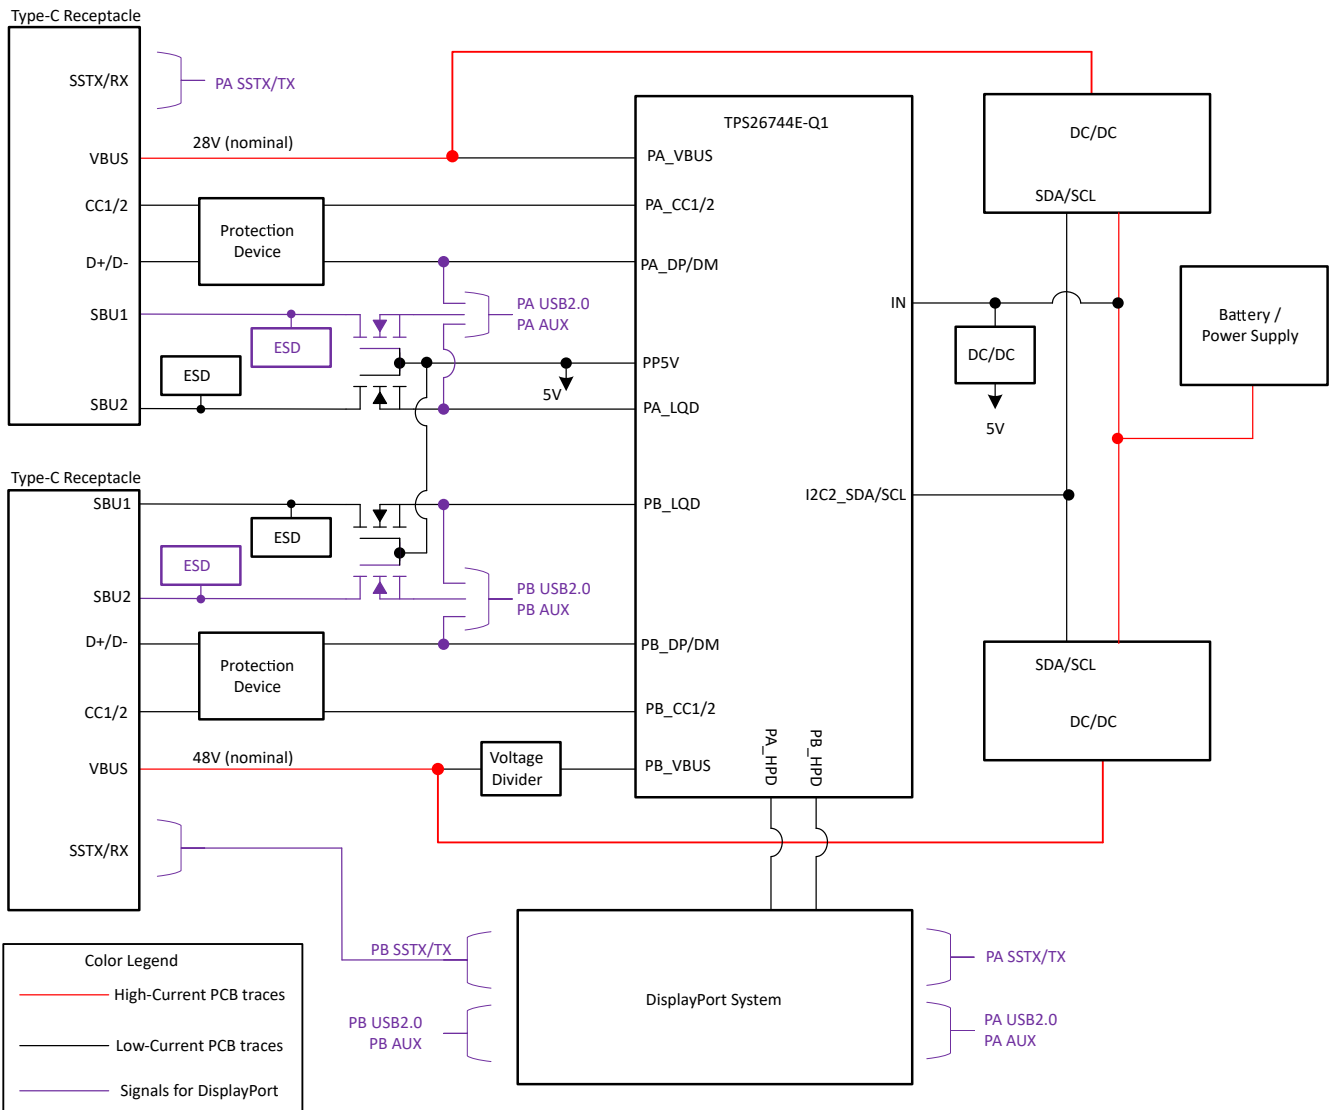 Type-C Receptacle
SSTX/RX
PA SSTX/TX
VBUS
28V (nominal)
CC1/2
D+/D-
Protection
Device
SBU1
ESD
ESD
SBU2
PA USB2.0
PA AUX
5V
TPS26744E-Q1
PA_VBUS
PA_CC1/2
PA_DP/DM
PP5V
PA_LQD
PB_LQD
PB_DP/DM
PB_CC1/2
PB_VBUS
IN
I2C2_SDA/SCL
PA_HPD
PB_HPD
DC/DC
SDA/SCL
DC/DC
5V
Battery /
Power Supply
SDA/SCL
DC/DC
Type-C Receptacle
SBU1
ESD
ESD
SBU2
PB USB2.0
PB AUX
D+/D-
Protection
Device
CC1/2
VBUS
48V (nominal)
Voltage
Divider
SSTX/RX
PB SSTX/TX
PB USB2.0
PB AUX
DisplayPort System
PA SSTX/TX
PA USB2.0
PA AUX
Color Legend
High-Current PCB traces
Low-Current PCB traces
Signals for DisplayPort